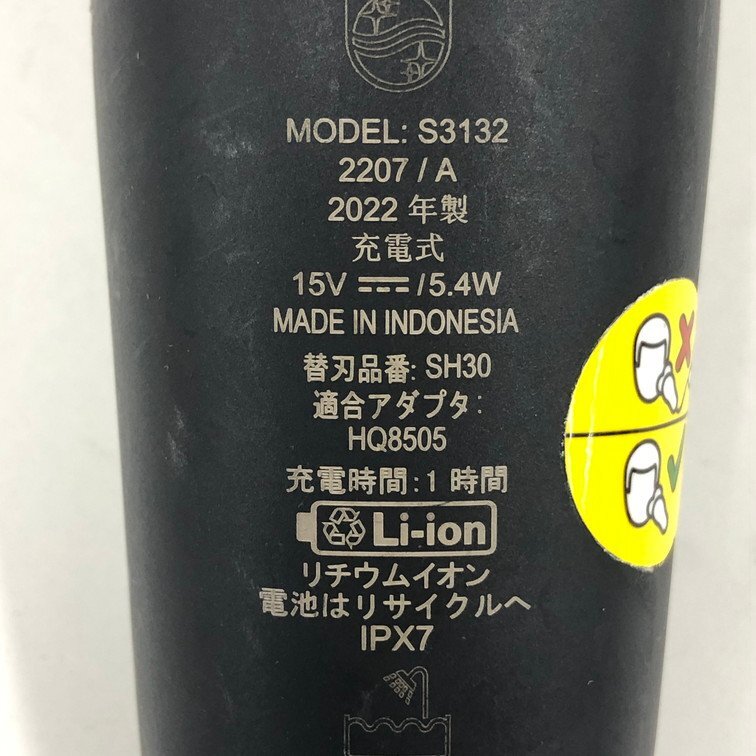 MODEL: S3132
2207 / A
2022 年製
充電式
15V ⎓ /5.4W
MADE IN INDONESIA
替刃品番: SH30
適合アダプタ:
HQ8505
充電時間: 1 時間
Li-ion
リチウムイオン
電池はリサイクルへ
IPX7